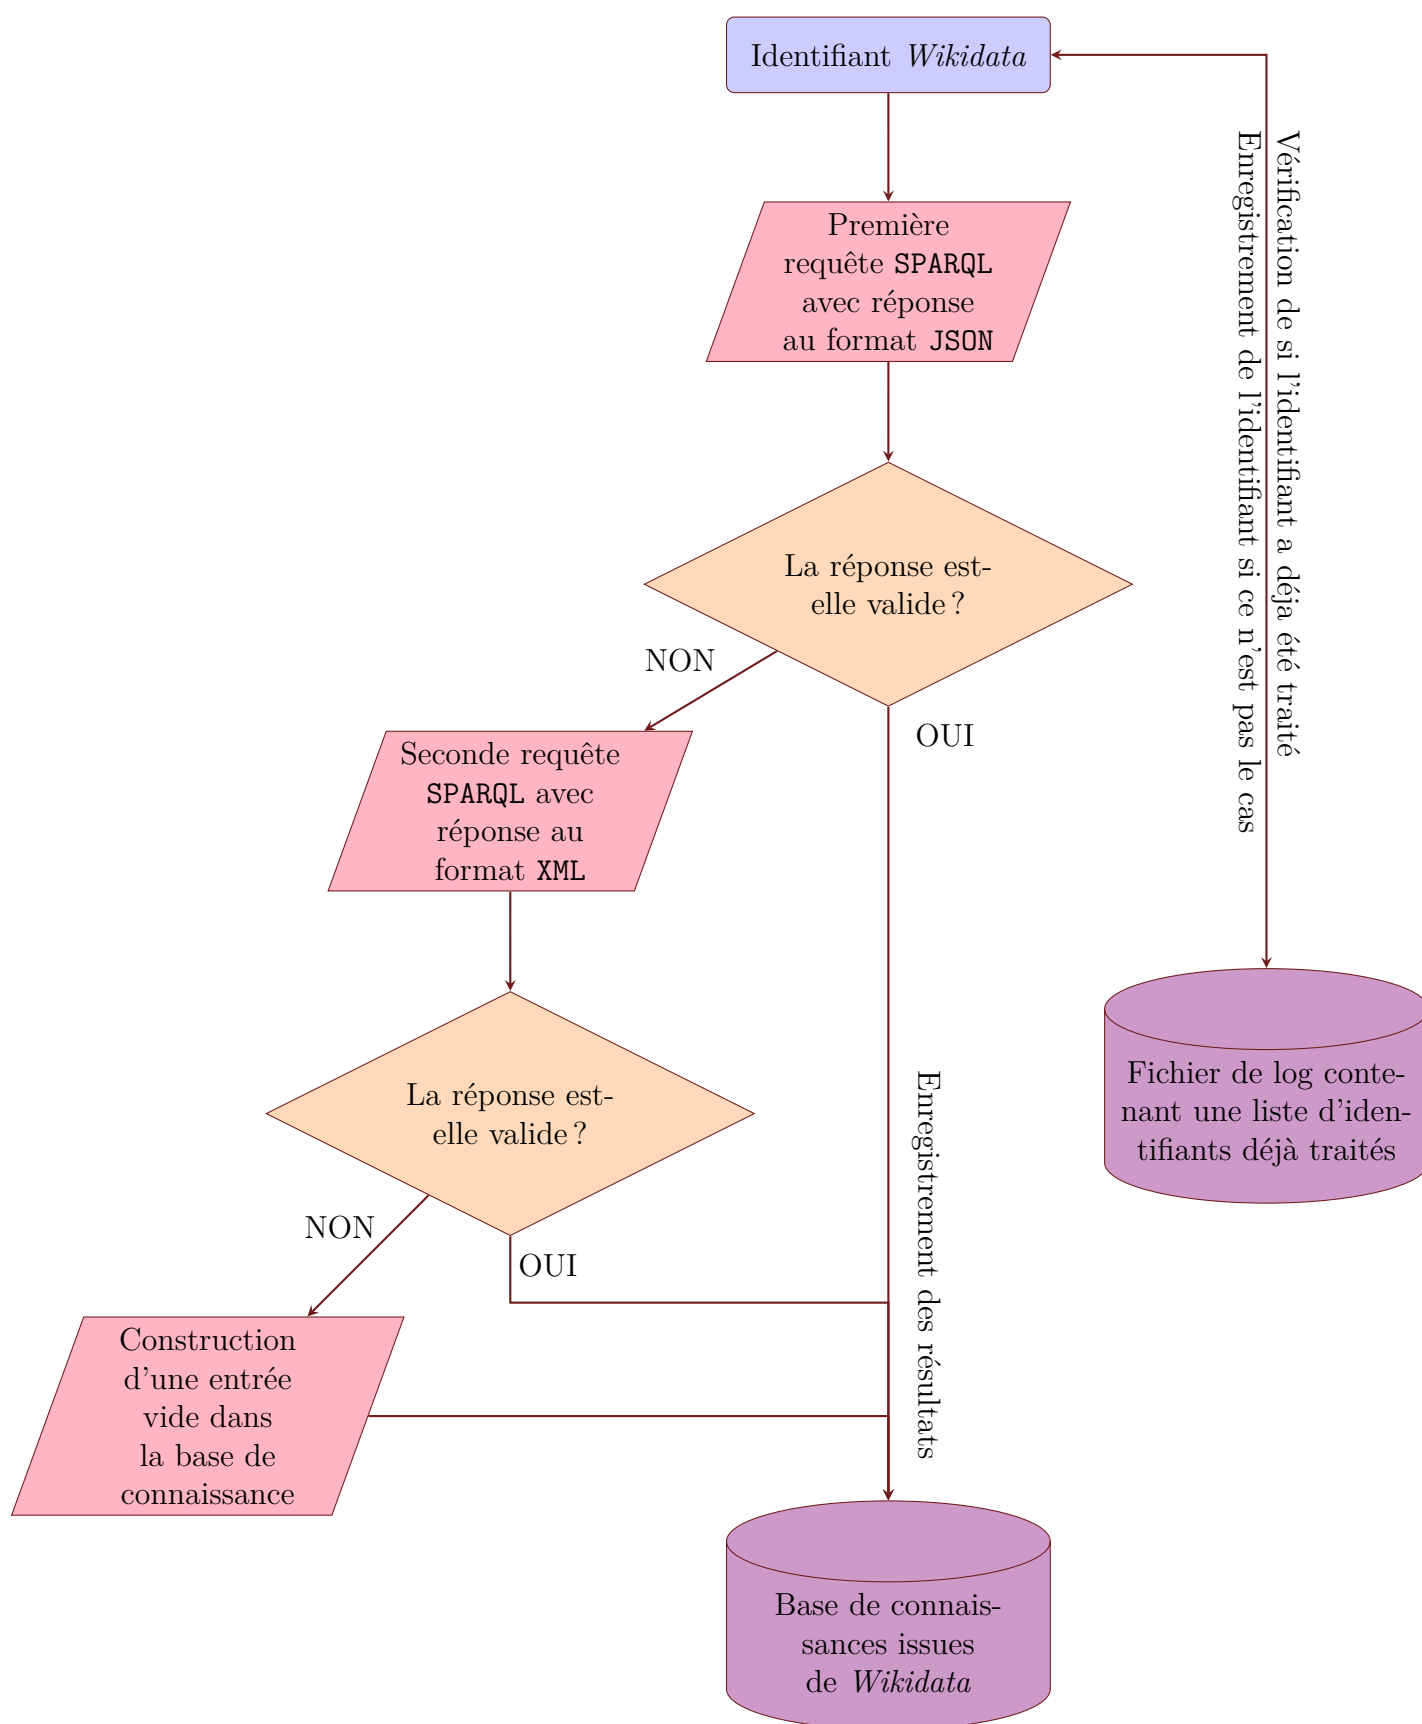 Identifiant Wikidata
Vérification de si l'identifiant a déja été traité
Enregistrement de l'identifiant si ce n'est pas le cas
Première
requête SPARQL
avec réponse
au format JSON
La réponse est-
elle valide ?
NON
OUI
Seconde requête
SPARQL avec
réponse au
format XML
Fichier de log conte-
nant une liste d'iden-
tifiants déjà traités
La réponse est-
elle valide ?
Enregistrement des résultats
NON
OUI
Construction
d'une entrée
vide dans
la base de
connaissance
Base de connais-
sances issues
de Wikidata